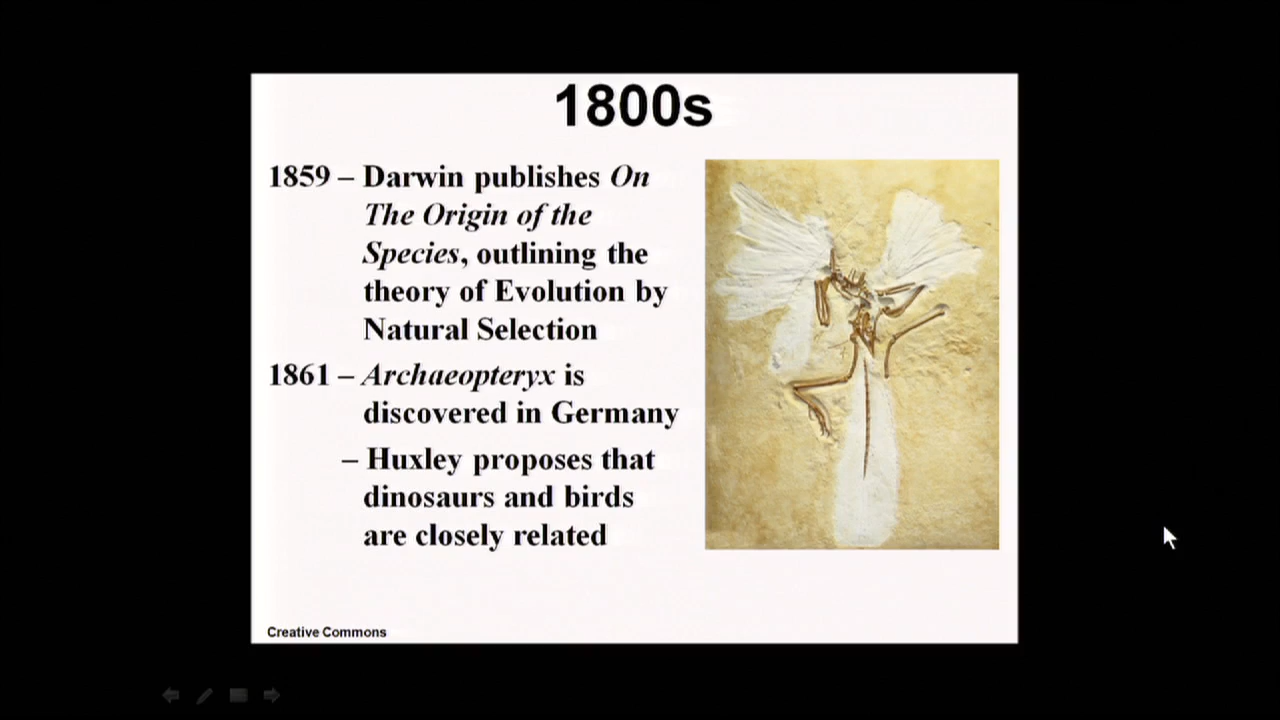 1800s
1859 – Darwin publishes On
The Origin of the
Species, outlining the
theory of Evolution by
Natural Selection
1861 – Archaeopteryx is
discovered in Germany
– Huxley proposes that
dinosaurs and birds
are closely related
Creative Commons